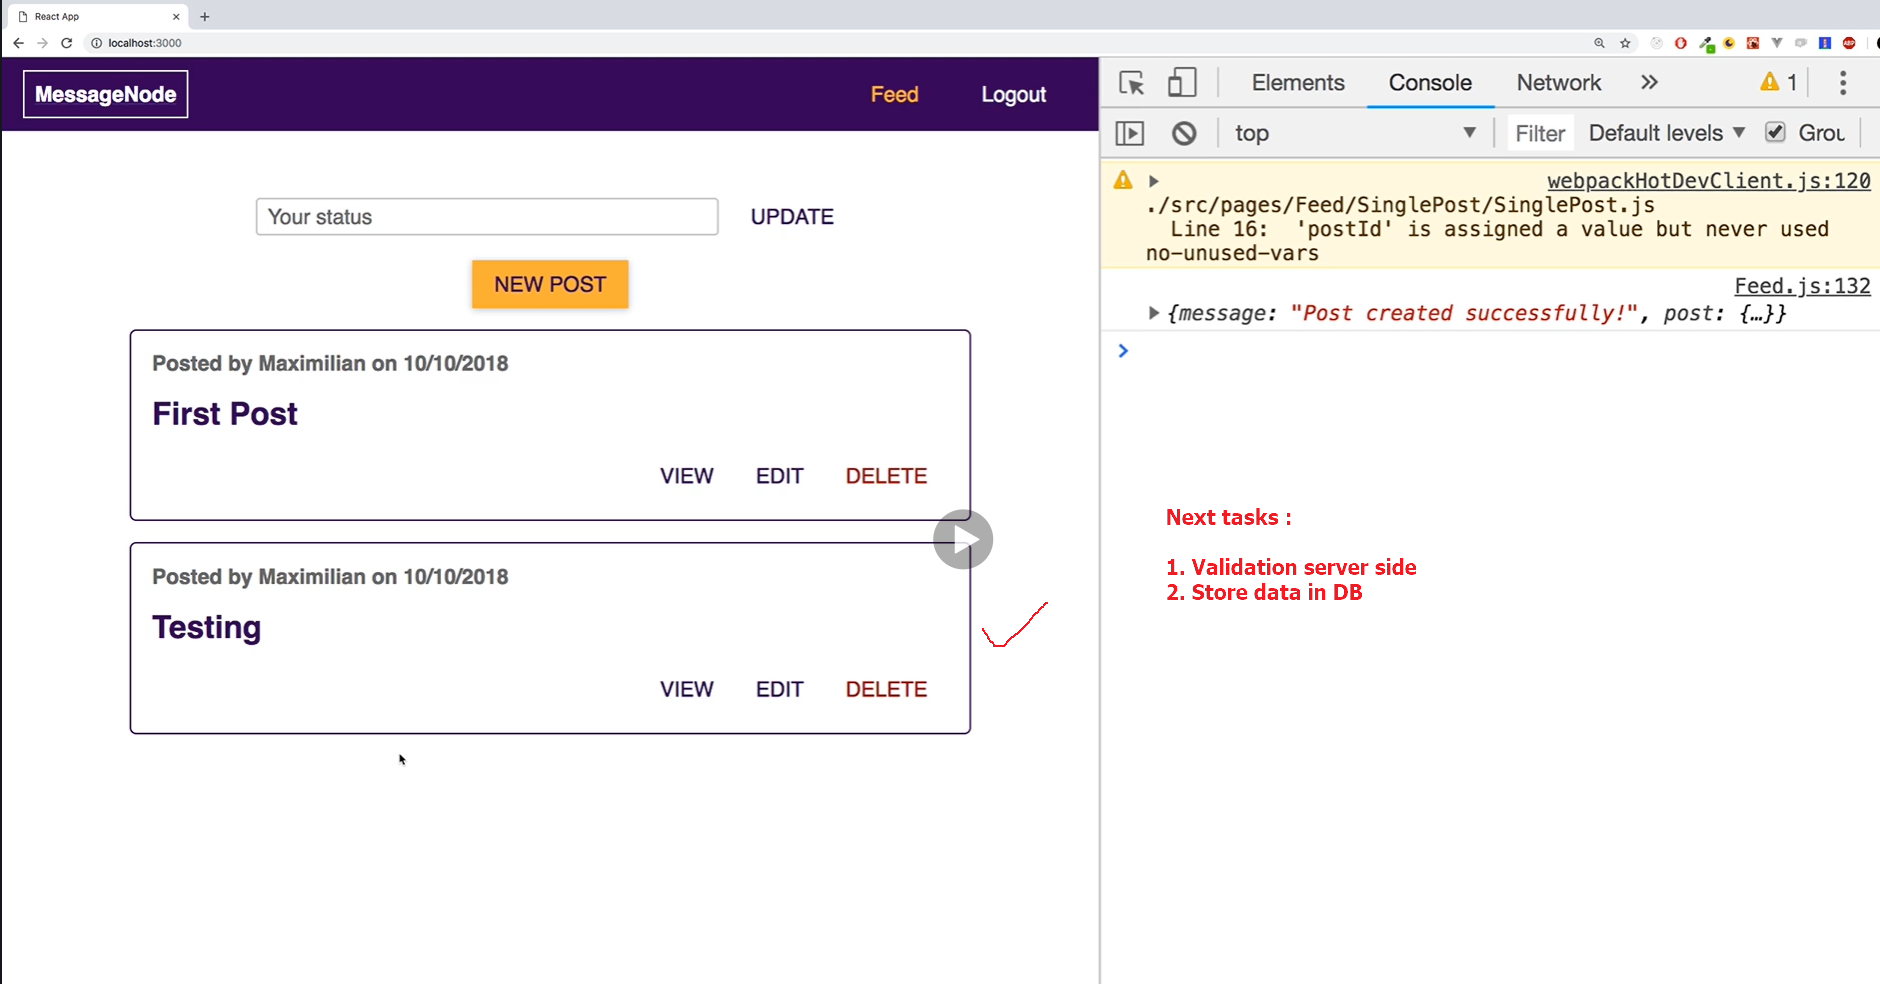 React App
localhost:3000
MessageNode
Feed
Logout
Your status
UPDATE
NEW POST
Posted by Maximilian on 10/10/2018
First Post
VIEW EDIT DELETE
Posted by Maximilian on 10/10/2018
Testing
VIEW EDIT DELETE
Elements Console Network » 1
top Filter Default levels Grou
webpackHotDevClient.js:120
./src/pages/Feed/SinglePost/SinglePost.js
Line 16: 'postId' is assigned a value but never used
no-unused-vars
Feed.js:132
{message: "Post created successfully!", post: {…}}
Next tasks :
1. Validation server side
2. Store data in DB